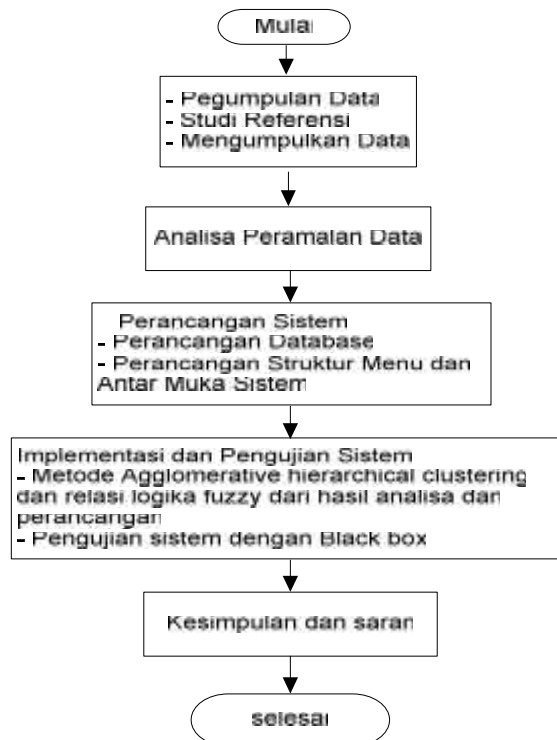 Mulai
- Pegumpulan Data
- Studi Referensi
- Mengumpulkan Data
Analisa Peramalan Data
Perancangan Sistem
- Perancangan Database
- Perancangan Struktur Menu dan
Antar Muka Sistem
Implementasi dan Pengujian Sistem
- Metode Agglomerative hierarchical clustering
dan relasi logika fuzzy dari hasil analisa dan
perancangan
- Pengujian sistem dengan Black box
Kesimpulan dan saran
selesai